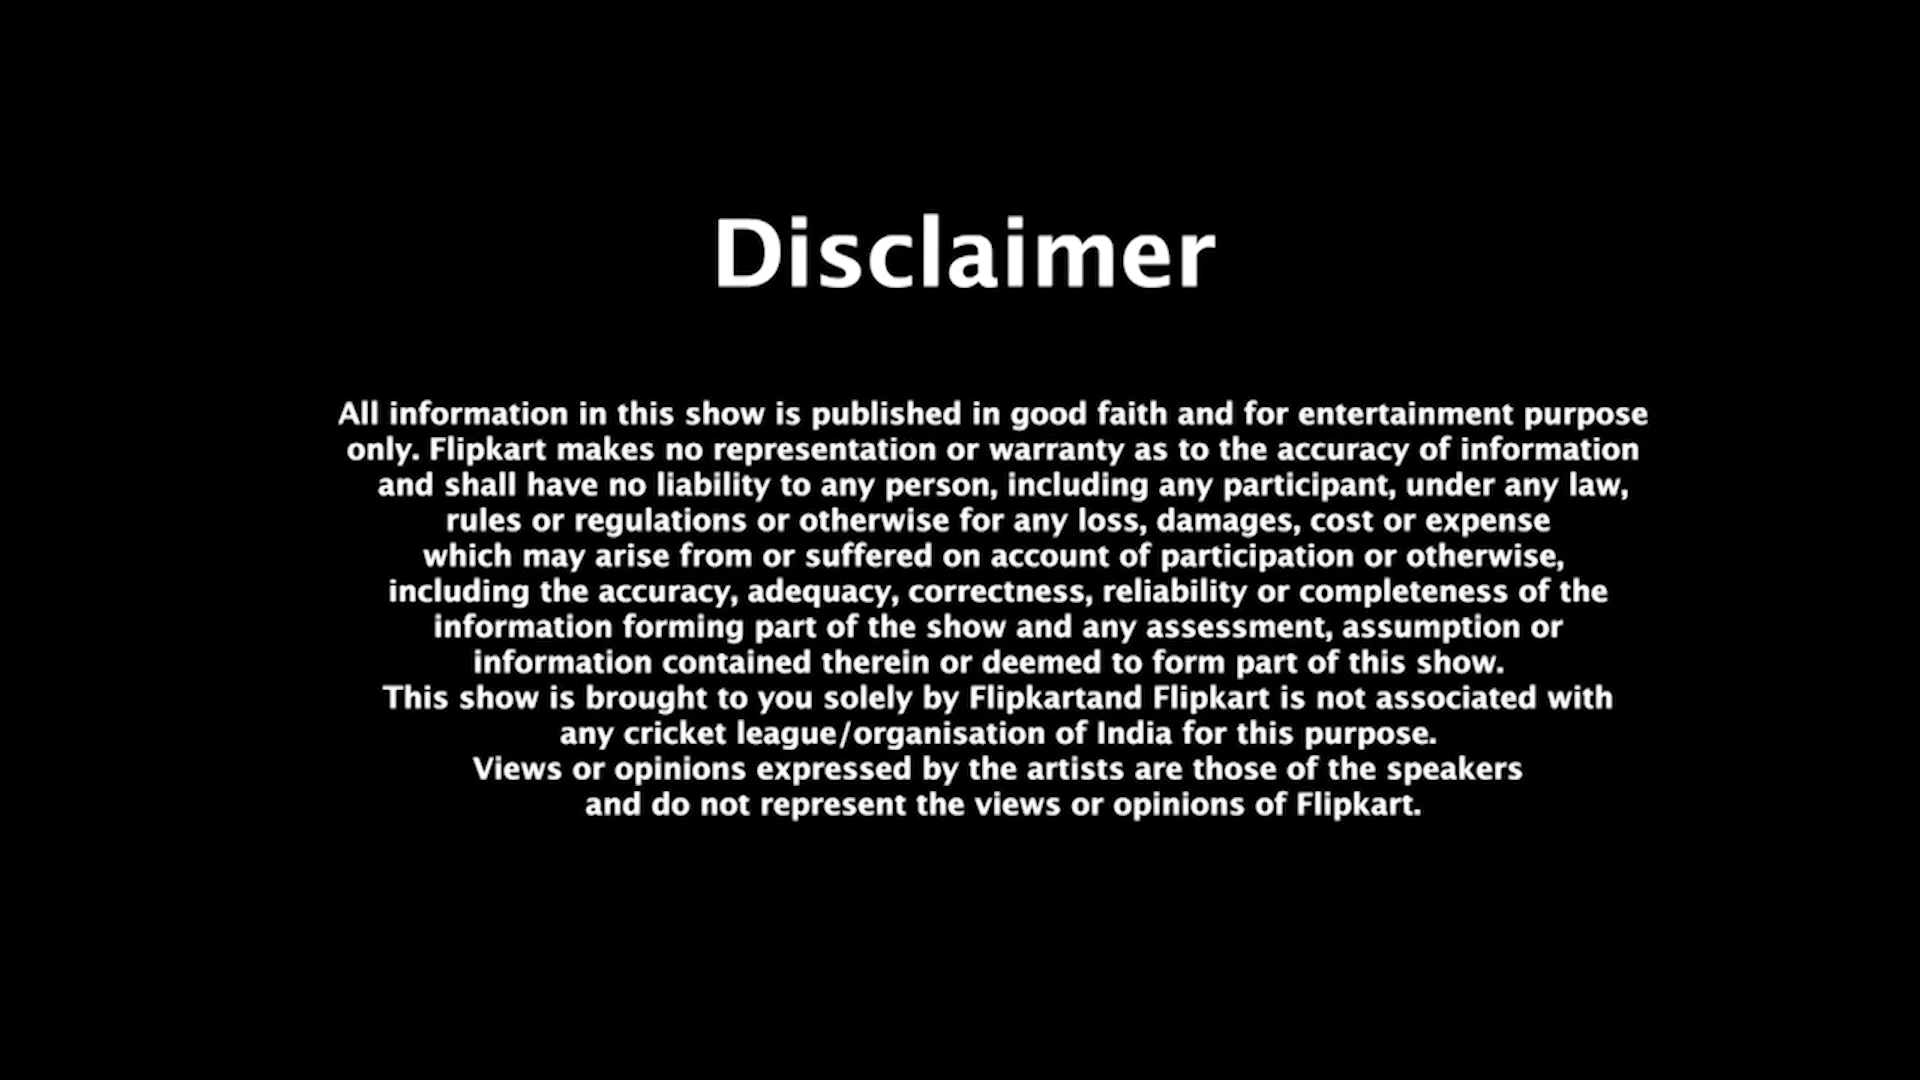 Disclaimer
All information in this show is published in good faith and for entertainment purpose
only. Flipkart makes no representation or warranty as to the accuracy of information
and shall have no liability to any person, including any participant, under any law,
rules or regulations or otherwise for any loss, damages, cost or expense
which may arise from or suffered on account of participation or otherwise,
including the accuracy, adequacy, correctness, reliability or completeness of the
information forming part of the show and any assessment, assumption or
information contained therein or deemed to form part of this show.
This show is brought to you solely by Flipkartand Flipkart is not associated with
any cricket league/organisation of India for this purpose.
Views or opinions expressed by the artists are those of the speakers
and do not represent the views or opinions of Flipkart.